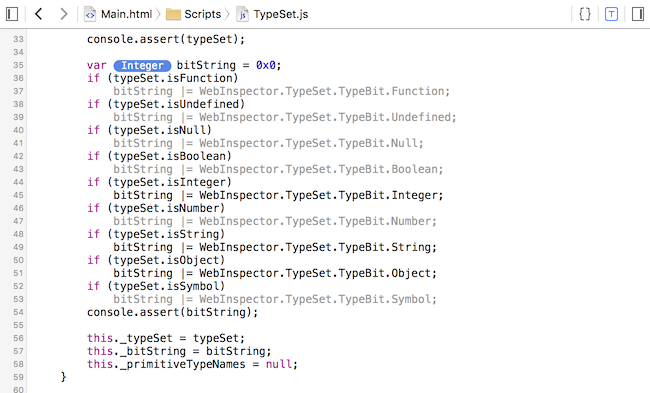 Main.html Scripts TypeSet.js
33 console.assert(typeSet);
34
35 var Integer bitString = 0x0;
36 if (typeSet.isFunction)
37 bitString |= WebInspector.TypeSet.TypeBit.Function;
38 if (typeSet.isUndefined)
39 bitString |= WebInspector.TypeSet.TypeBit.Undefined;
40 if (typeSet.isNull)
41 bitString |= WebInspector.TypeSet.TypeBit.Null;
42 if (typeSet.isBoolean)
43 bitString |= WebInspector.TypeSet.TypeBit.Boolean;
44 if (typeSet.isInteger)
45 bitString |= WebInspector.TypeSet.TypeBit.Integer;
46 if (typeSet.isNumber)
47 bitString |= WebInspector.TypeSet.TypeBit.Number;
48 if (typeSet.isString)
49 bitString |= WebInspector.TypeSet.TypeBit.String;
50 if (typeSet.isObject)
51 bitString |= WebInspector.TypeSet.TypeBit.Object;
52 if (typeSet.isSymbol)
53 bitString |= WebInspector.TypeSet.TypeBit.Symbol;
54 console.assert(bitString);
55
56 this._typeSet = typeSet;
57 this._bitString = bitString;
58 this._primitiveTypeNames = null;
59 }
60